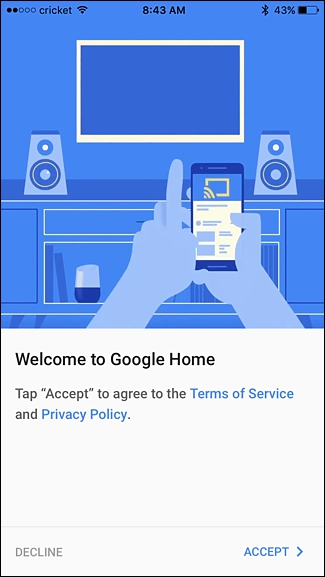 cricket 8:43 AM 43%
Welcome to Google Home
Tap “Accept” to agree to the Terms of Service
and Privacy Policy.
DECLINE ACCEPT